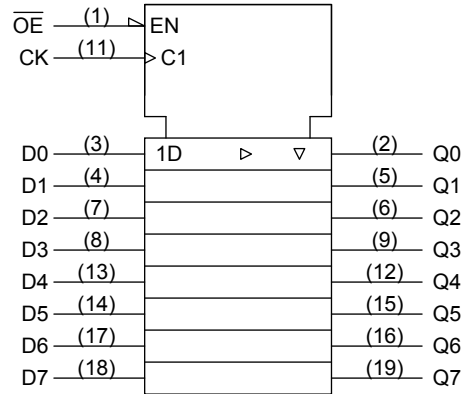 OE (1) EN
CK (11) C1
D0 (3) 1D (2) Q0
D1 (4) (5) Q1
D2 (7) (6) Q2
D3 (8) (9) Q3
D4 (13) (12) Q4
D5 (14) (15) Q5
D6 (17) (16) Q6
D7 (18) (19) Q7